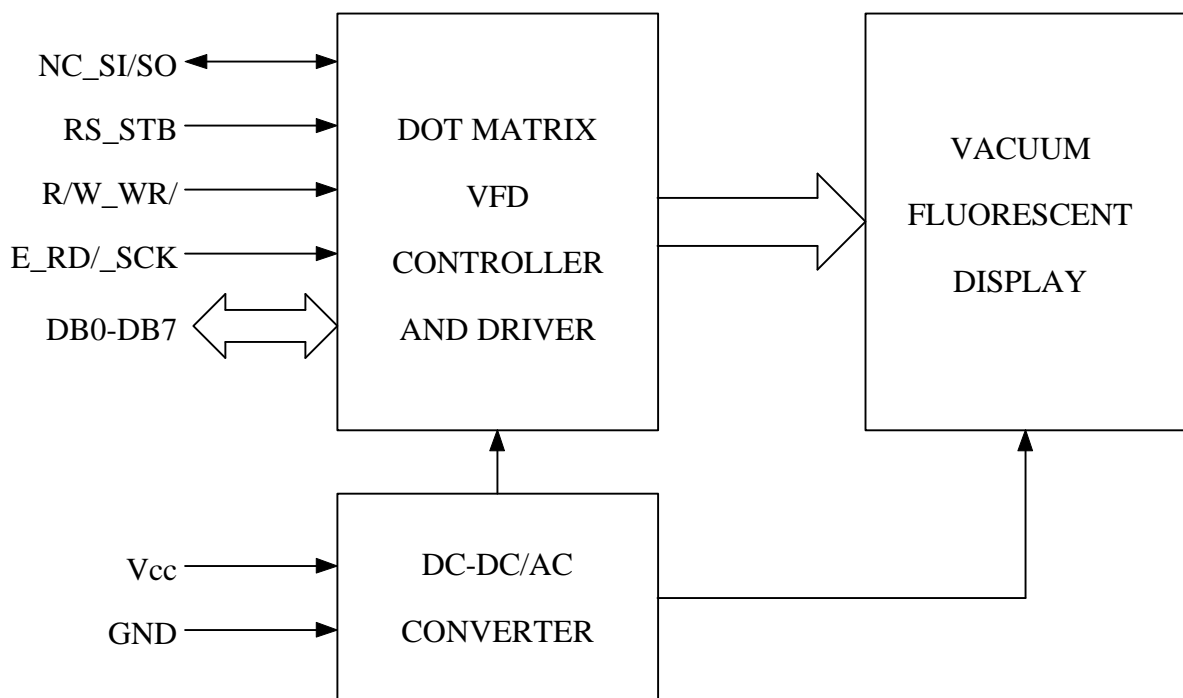 NC_SI/SO
RS_STB
R/W_WR/
E_RD/_SCK
DB0-DB7
DOT MATRIX
VFD
CONTROLLER
AND DRIVER
VACUUM
FLUORESCENT
DISPLAY
Vcc
GND
DC-DC/AC
CONVERTER